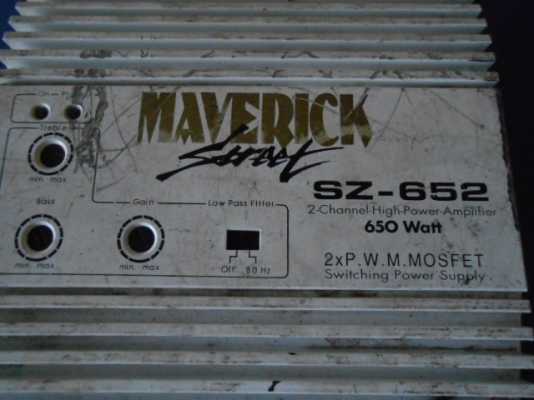 On Pr
Treble
min. max
MAVERICK
Street
Bass
min. max
Gain
min. max
Low Pass Filter
Off 80 Hz
SZ-652
2-Channel High-Power-Amplifier
650 Watt
2xP.W.M.MOSFET
Switching Power Supply